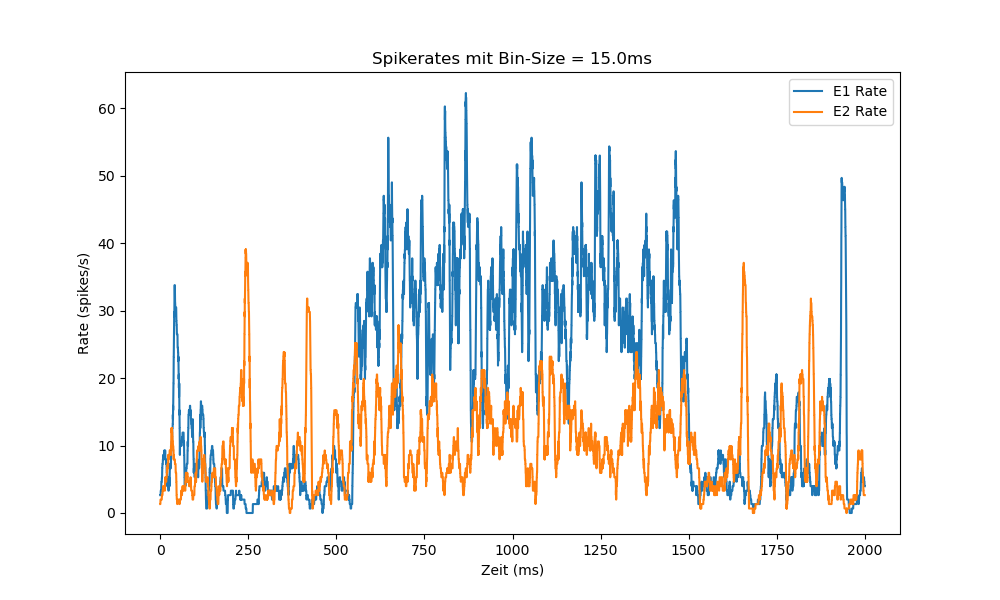 Spikerates mit Bin-Size = 15.0ms
E1 Rate
E2 Rate
Rate (spikes/s)
60
50
40
30
20
10
0
0 250 500 750 1000 1250 1500 1750 2000
Zeit (ms)